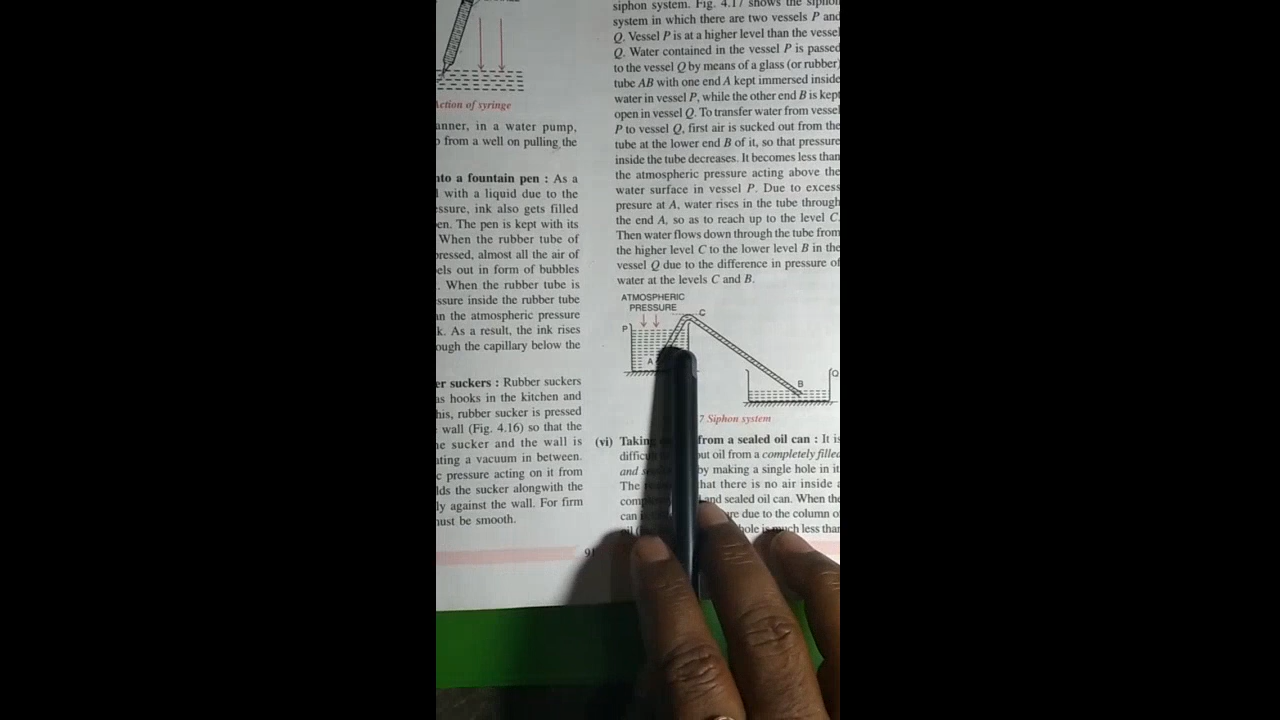 Action of syringe
anner, in a water pump,
from a well on pulling the
nto a fountain pen : As a
with a liquid due to the
ssure, ink also gets filled
en. The pen is kept with its
When the rubber tube of
pressed, almost all the air of
els out in form of bubbles
. When the rubber tube is
ssure inside the rubber tube
an the atmospheric pressure
k. As a result, the ink rises
ough the capillary below the
er suckers : Rubber suckers
as hooks in the kitchen and
his, rubber sucker is pressed
wall (Fig. 4.16) so that the
he sucker and the wall is
ating a vacuum in between.
c pressure acting on it from
lds the sucker alongwith the
ly against the wall. For firm
must be smooth.
91
siphon system. Fig. 4.17 shows the siphon
system in which there are two vessels P and
Q. Vessel P is at a higher level than the vessel
Q. Water contained in the vessel P is passed
to the vessel Q by means of a glass (or rubber)
tube AB with one end A kept immersed inside
water in vessel P, while the other end B is kept
open in vessel Q. To transfer water from vessel
P to vessel Q, first air is sucked out from the
tube at the lower end B of it, so that pressure
inside the tube decreases. It becomes less than
the atmospheric pressure acting above the
water surface in vessel P. Due to excess
presure at A, water rises in the tube through
the end A, so as to reach up to the level C.
Then water flows down through the tube from
the higher level C to the lower level B in the
vessel Q due to the difference in pressure of
water at the levels C and B.
ATMOSPHERIC
PRESSURE
C
P
A
B
Q
7 Siphon system
(vi) Taking from a sealed oil can : It is
difficu out oil from a completely filled
and se by making a single hole in it.
The that there is no air inside a
comp and sealed oil can. When the
can ure due to the column of
hole is much less than